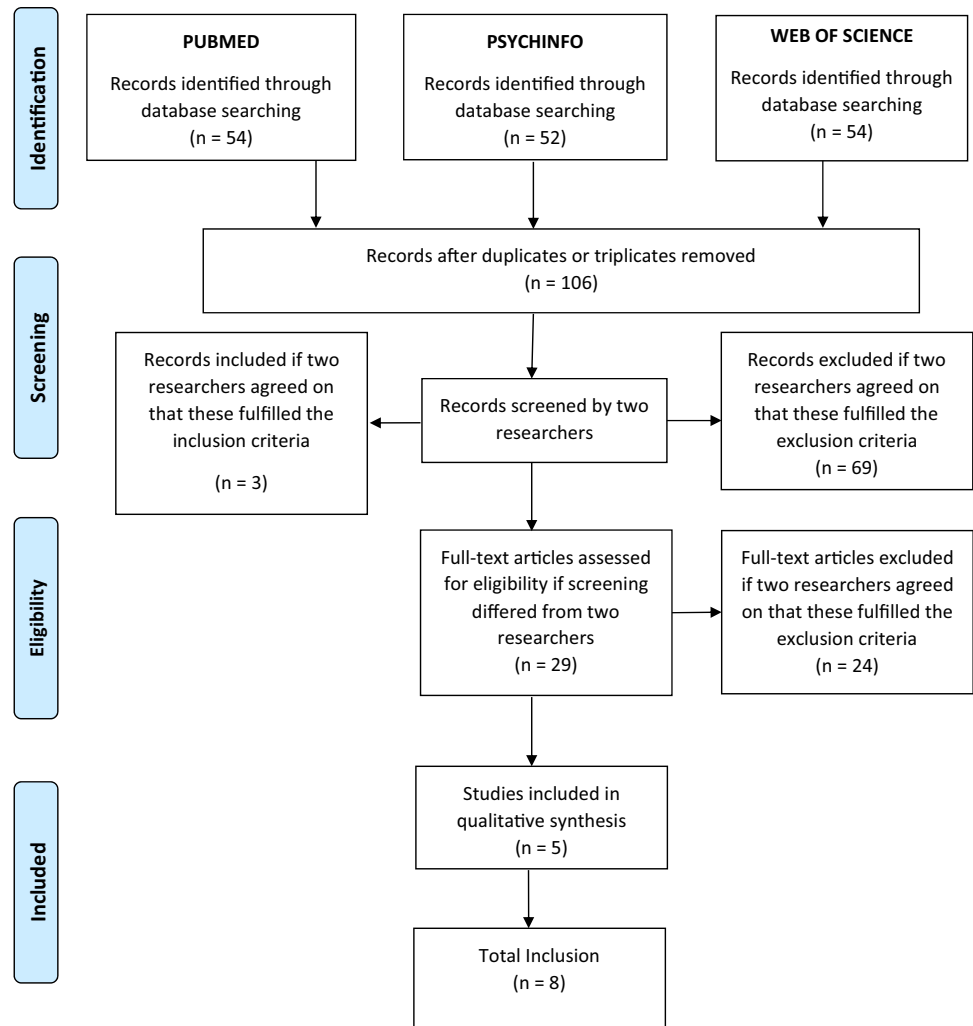 Identification
PUBMED
Records identified through
database searching
(n = 54)
PSYCHINFO
Records identified through
database searching
(n = 52)
WEB OF SCIENCE
Records identified through
database searching
(n = 54)
Records after duplicates or triplicates removed
(n = 106)
Screening
Records included if two
researchers agreed on
that these fulfilled the
inclusion criteria
(n = 3)
Records screened by two
researchers
Records excluded if two
researchers agreed on
that these fulfilled the
exclusion criteria
(n = 69)
Eligibility
Full-text articles assessed
for eligibility if screening
differed from two
researchers
(n = 29)
Full-text articles excluded
if two researchers agreed
on that these fulfilled the
exclusion criteria
(n = 24)
Included
Studies included in
qualitative synthesis
(n = 5)
Total Inclusion
(n = 8)